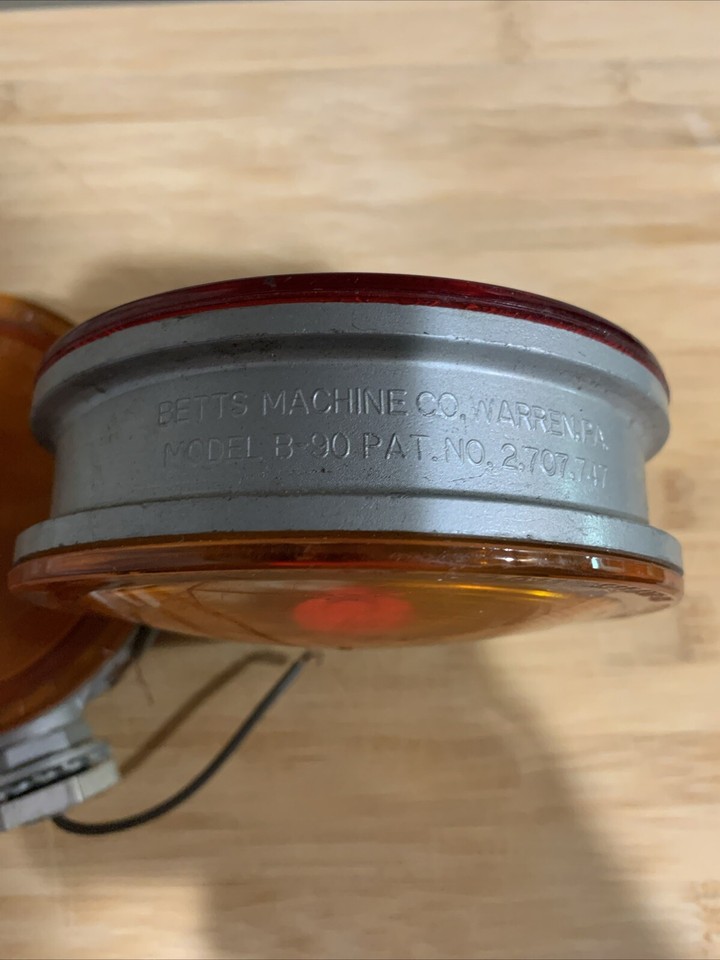 BETTS MACHINE CO. WARREN, PA.
MODEL B-90 PAT. NO. 2,707,747